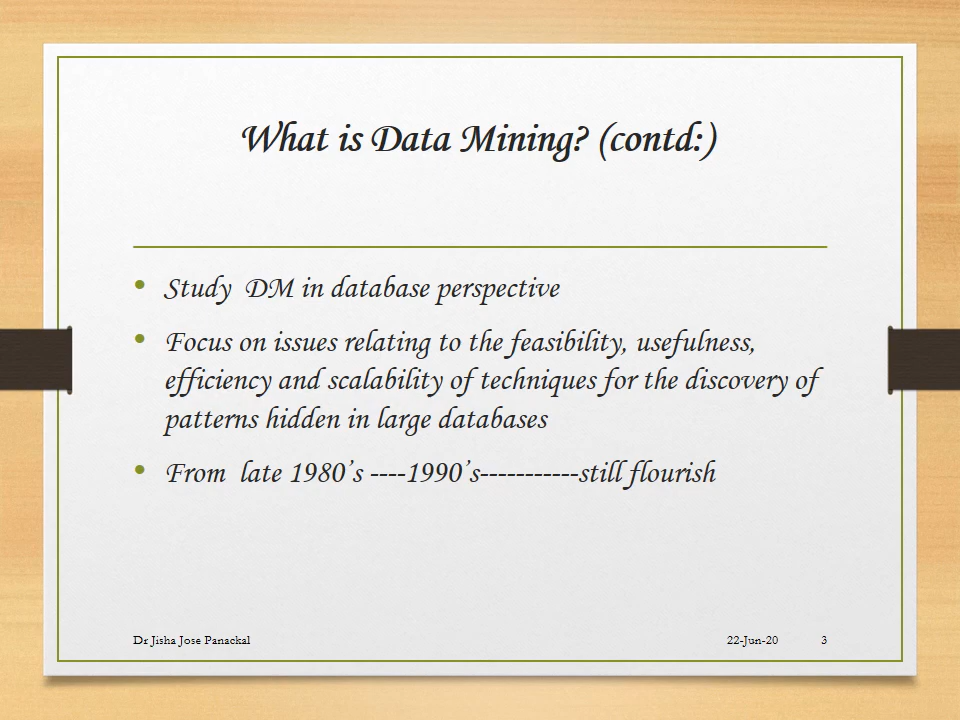 What is Data Mining? (contd:)
• Study  DM in database perspective
• Focus on issues relating to the feasibility, usefulness,
efficiency and scalability of techniques for the discovery of
patterns hidden in large databases
• From  late 1980’s ----1990’s-----------still flourish
Dr Jisha Jose Panackal 22-Jun-20 3